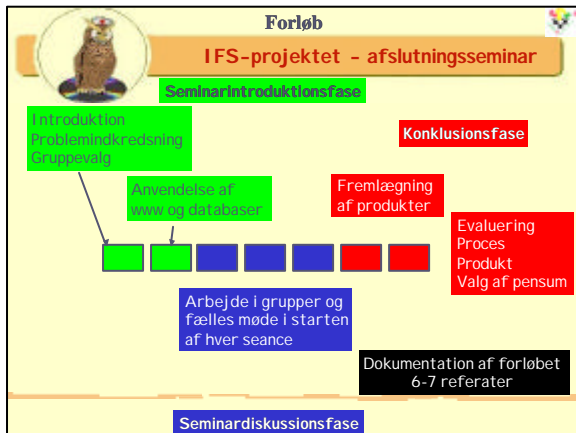 Forløb
IFS-projektet - afslutningsseminar
Seminarintroduktionsfase
Introduktion
Problemindkredsning
Gruppevalg
Konklusionsfase
Anvendelse af
www og databaser
Fremlægning
af produkter
Evaluering
Proces
Produkt
Valg af pensum
Arbejde i grupper og
fælles møde i starten
af hver seance
Dokumentation af forløbet
6-7 referater
Seminardiskussionsfase